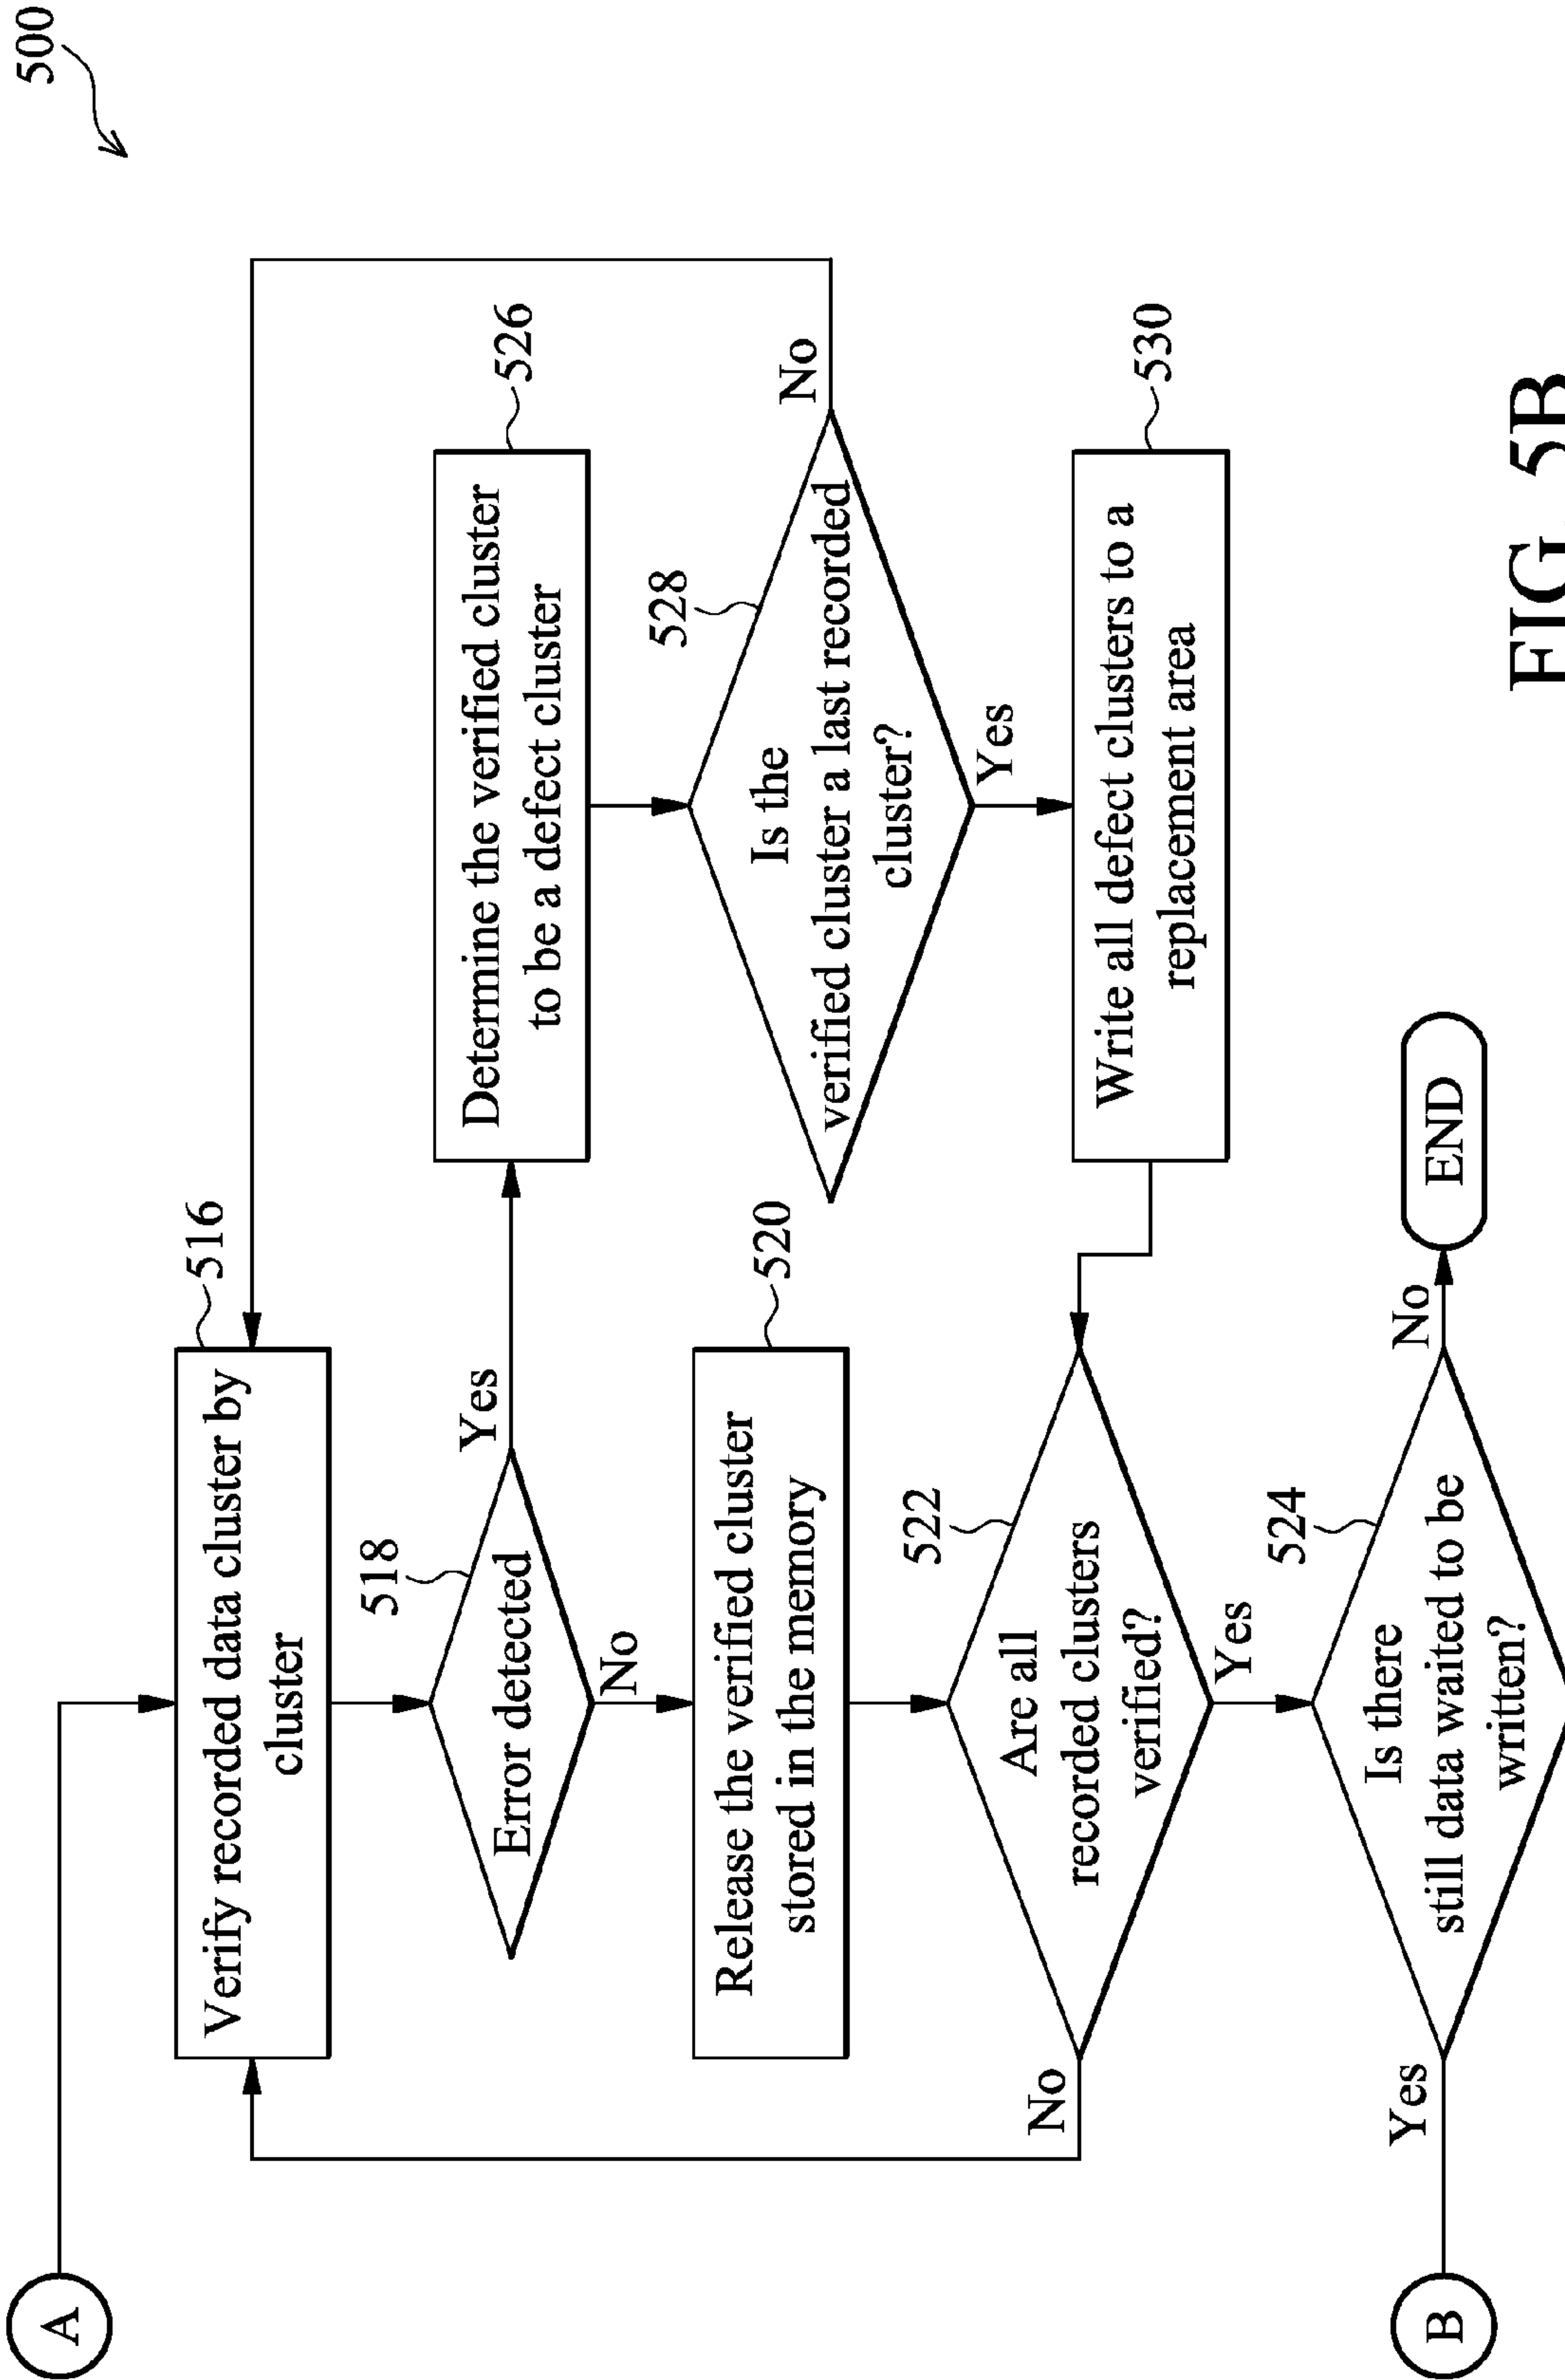 500
A
516
Verify recorded data cluster by
cluster
518
Error detected
Yes
No
526
Determine the verified cluster
to be a defect cluster
520
Release the verified cluster
stored in the memory
528
Is the
verified cluster a last recorded
cluster?
No
Yes
522
Are all
recorded clusters
verified?
No
Yes
530
Write all defect clusters to a
replacement area
524
Is there
still data waited to be
written?
Yes
No
B
END
FIG. 5B